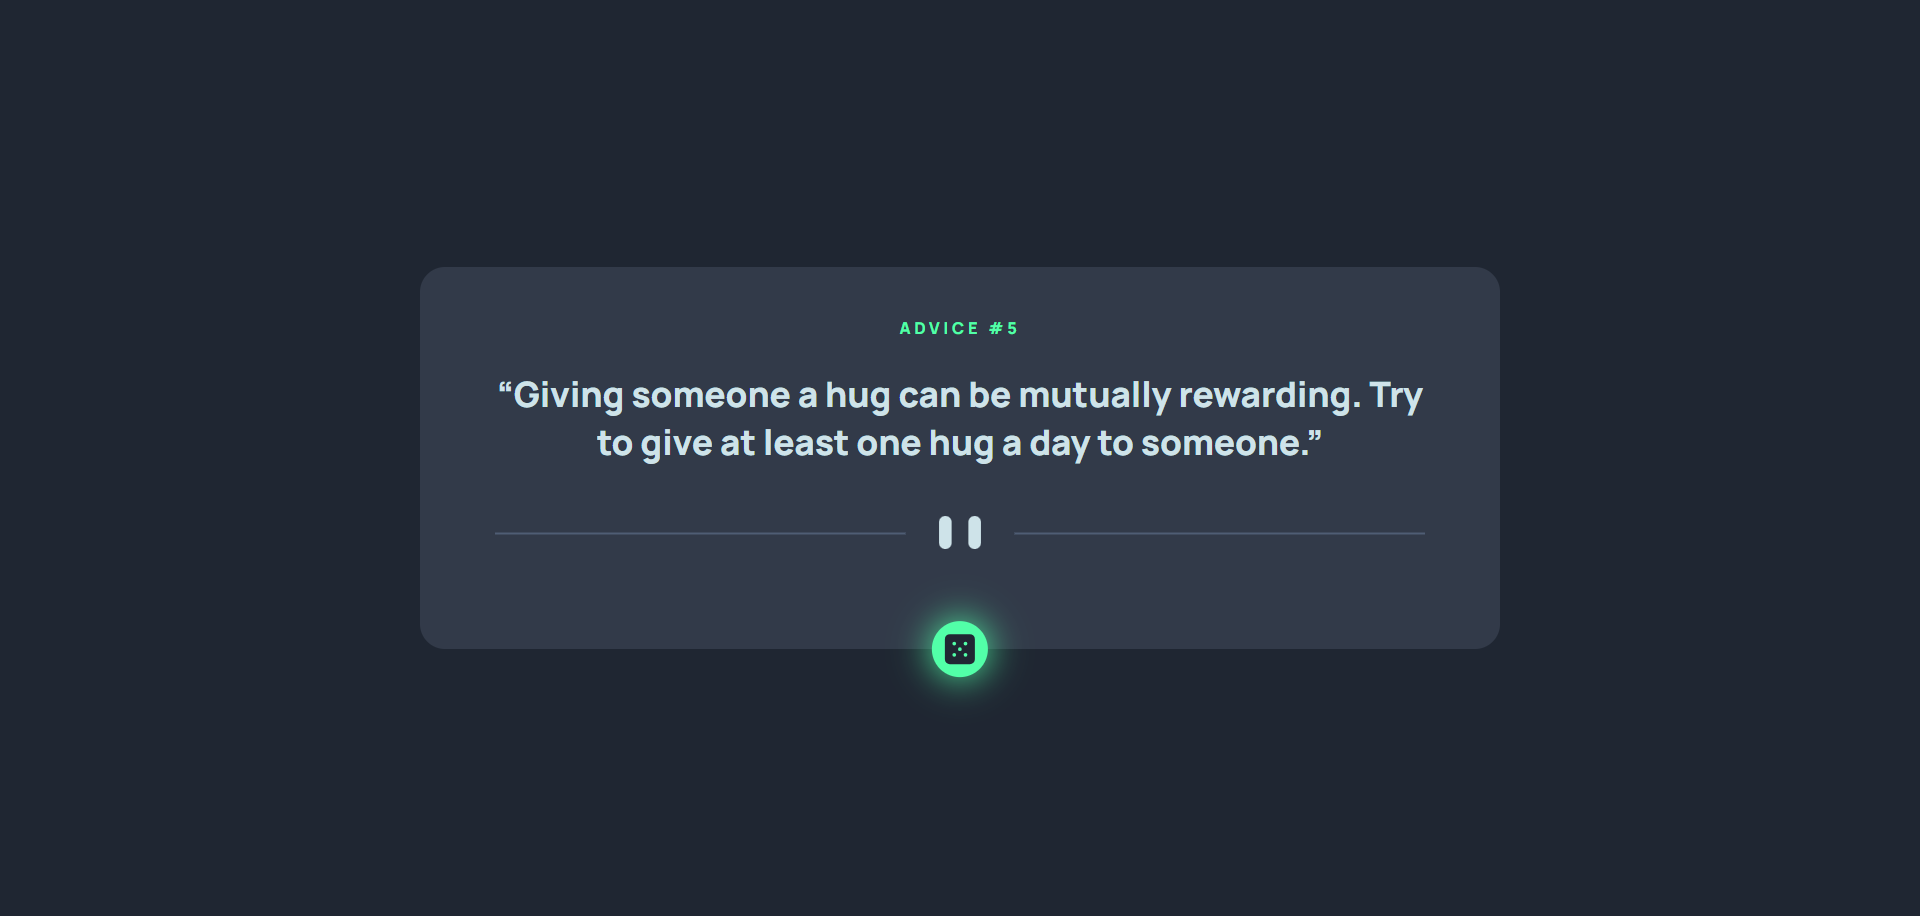 ADVICE #5
“Giving someone a hug can be mutually rewarding. Try
to give at least one hug a day to someone.”